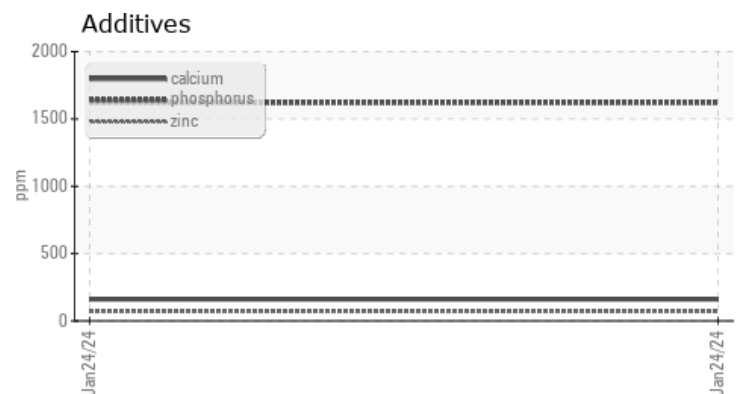 Additives
2000
calcium
phosphorus
1500
zinc
ppm
1000
500
0
Jan24/24
Jan24/24